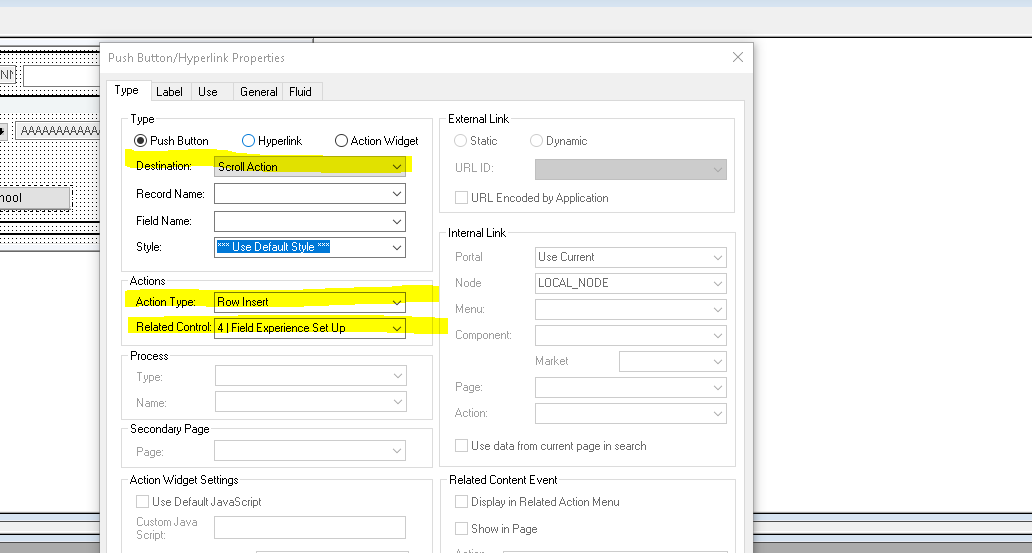 Push Button/Hyperlink Properties
Type Label Use General Fluid
Type
Push Button Hyperlink Action Widget
Destination: Scroll Action
Record Name:
Field Name:
Style: *** Use Default Style ***
Actions
Action Type: Row Insert
Related Control: 4 | Field Experience Set Up
Process
Type:
Name:
Secondary Page
Page:
Action Widget Settings
Use Default JavaScript
Custom Java
Script:
External Link
Static Dynamic
URL ID:
URL Encoded by Application
Internal Link
Portal Use Current
Node LOCAL_NODE
Menu:
Component:
Market
Page:
Action:
Use data from current page in search
Related Content Event
Display in Related Action Menu
Show in Page